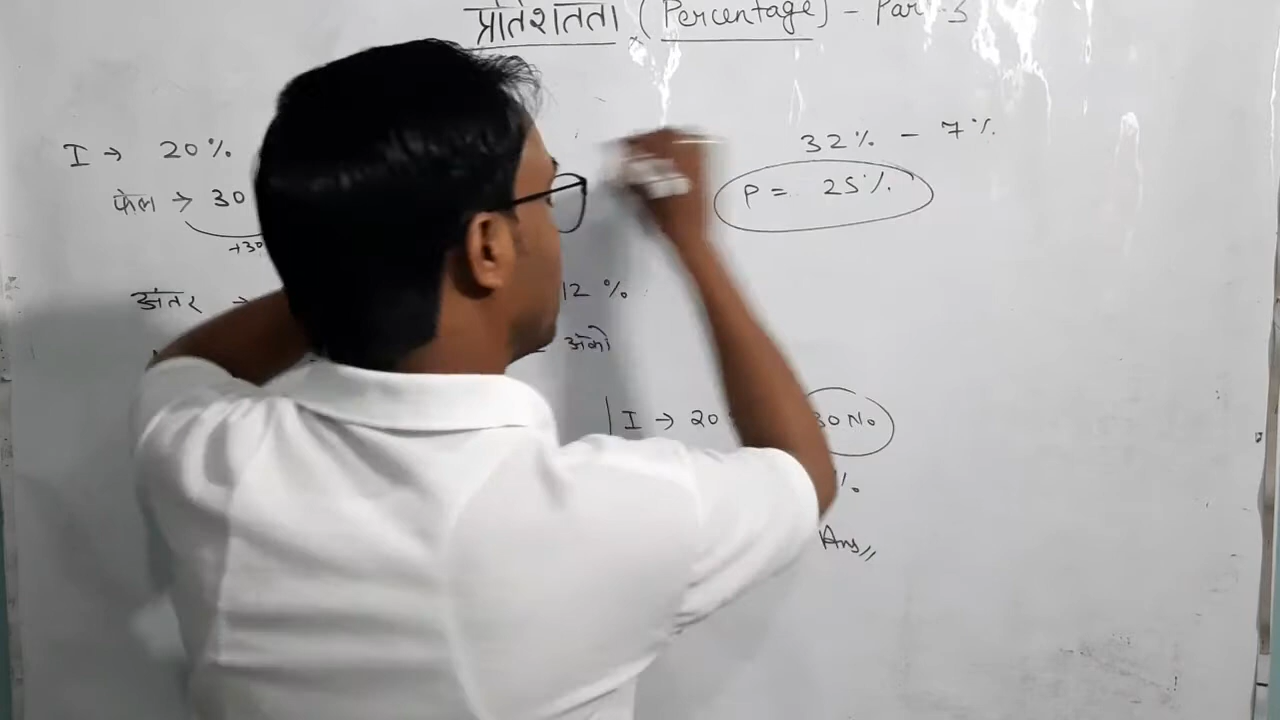 प्रतिशतता (Percentage) - Part-3
I → 20%
32% - 7%
फेल → 30
P = 25%
+30
अंतर → 12%
अंको
I → 20 30 No
%
Ans